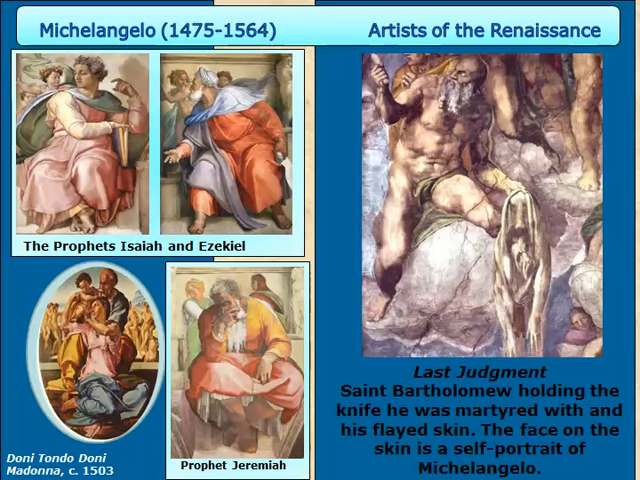 Michelangelo (1475-1564)
Artists of the Renaissance
The Prophets Isaiah and Ezekiel
Doni Tondo Doni
Madonna, c. 1503
Prophet Jeremiah
Last Judgment
Saint Bartholomew holding the
knife he was martyred with and
his flayed skin. The face on the
skin is a self-portrait of
Michelangelo.